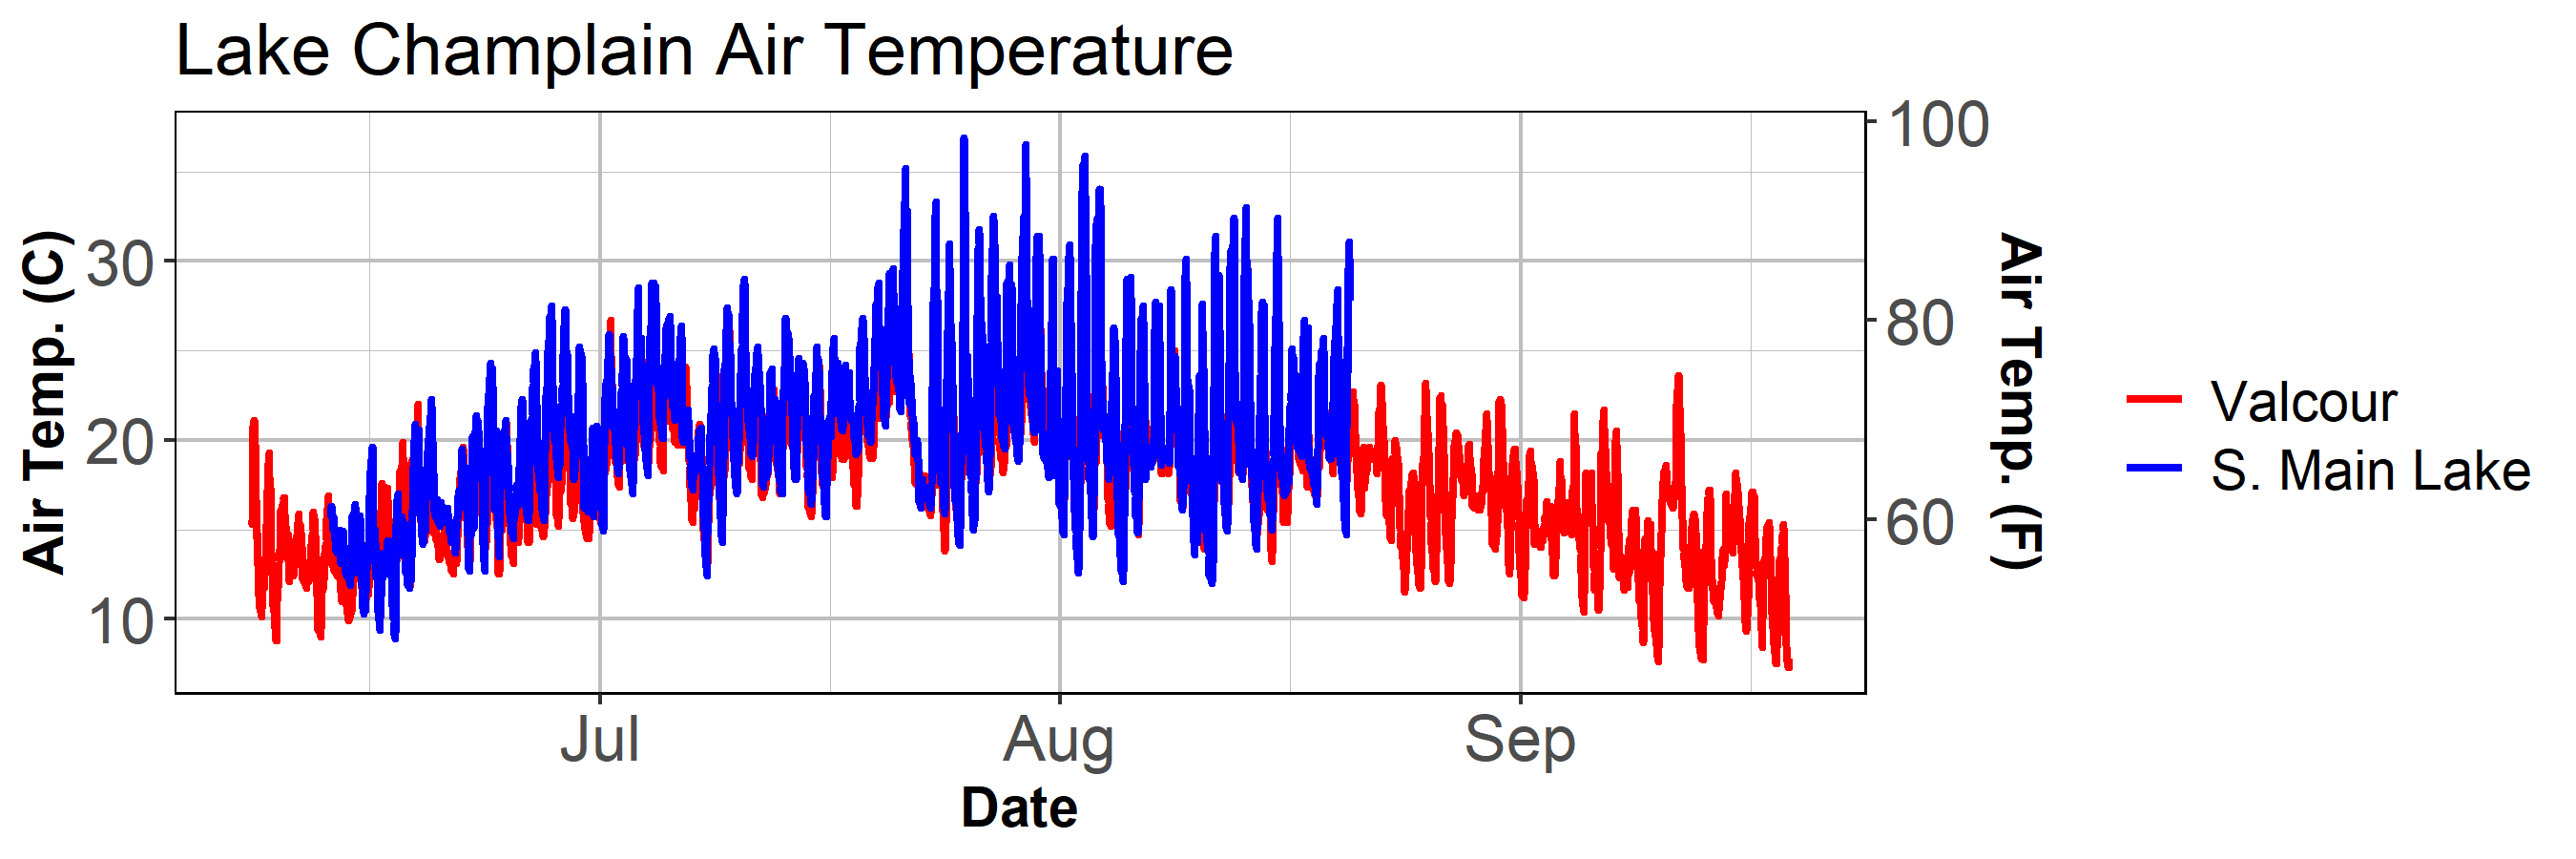 Lake Champlain Air Temperature
Air Temp. (C)
30
20
10
100
80
60
Air Temp. (F)
Jul
Aug
Sep
Date
Valcour
S. Main Lake